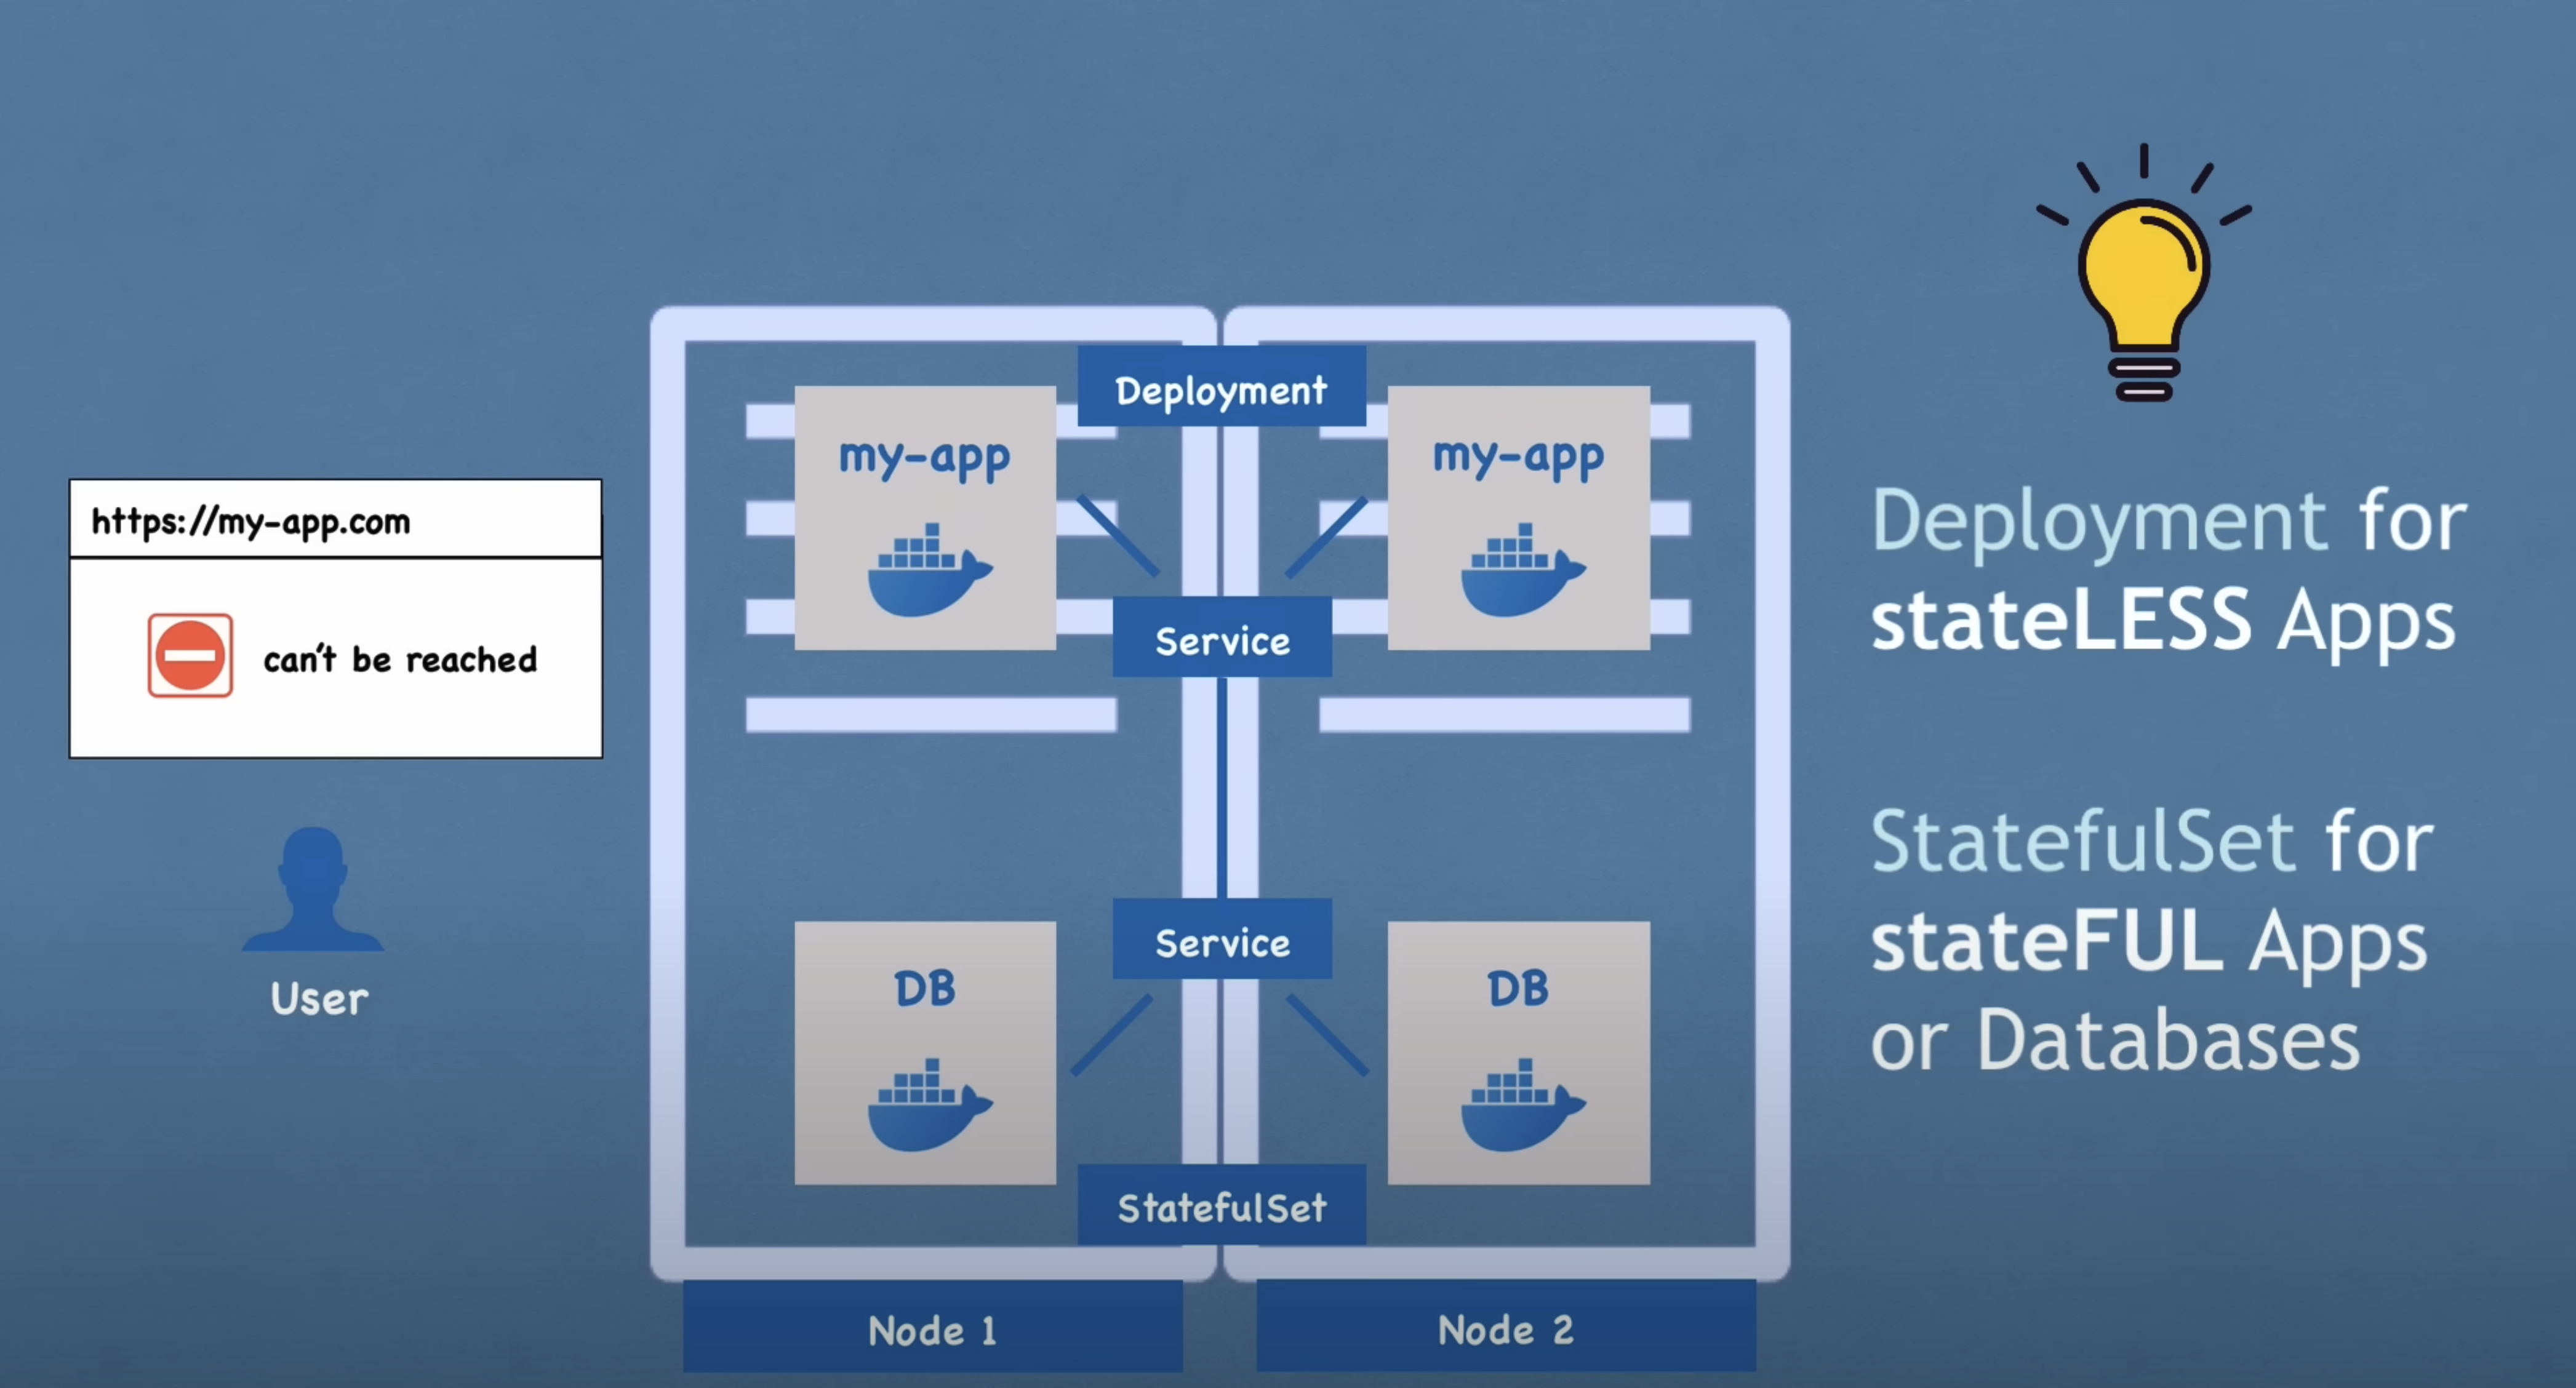 Deployment
my-app
my-app
https://my-app.com
can't be reached
Service
Service
DB
DB
StatefulSet
User
Node 1
Node 2
Deployment for
stateLESS Apps
StatefulSet for
stateFUL Apps
or Databases